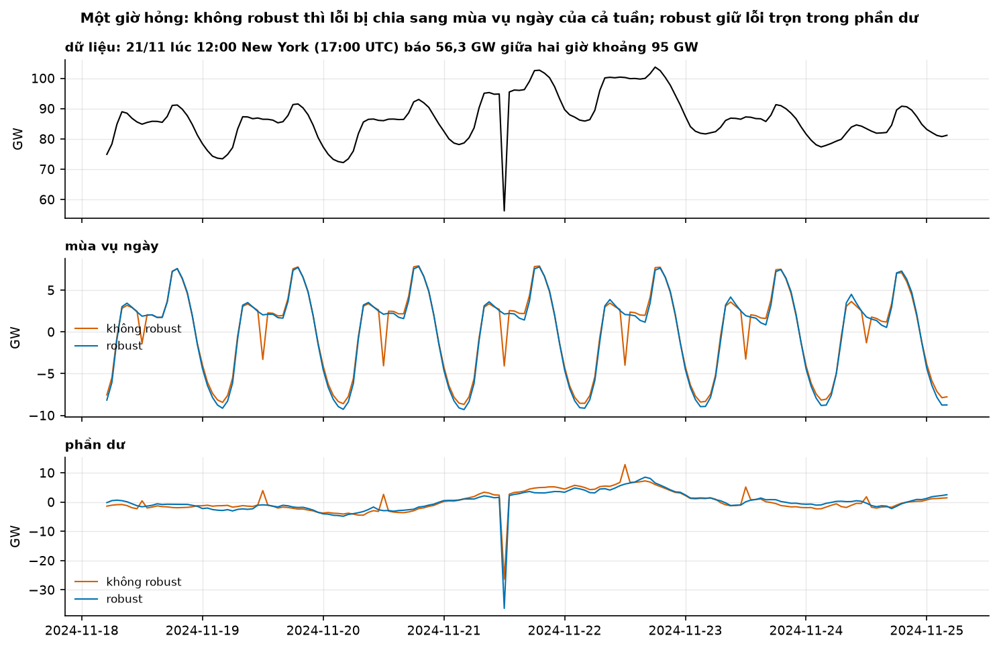 Một giờ hỏng: không robust thì lỗi bị chia sang mùa vụ ngày của cả tuần; robust giữ lỗi trọn trong phần dư
dữ liệu: 21/11 lúc 12:00 New York (17:00 UTC) báo 56,3 GW giữa hai giờ khoảng 95 GW
GW
100
90
80
70
60
mùa vụ ngày
GW
5
0
−5
−10
không robust
robust
phần dư
GW
10
0
−10
−20
−30
không robust
robust
2024-11-18
2024-11-19
2024-11-20
2024-11-21
2024-11-22
2024-11-23
2024-11-24
2024-11-25